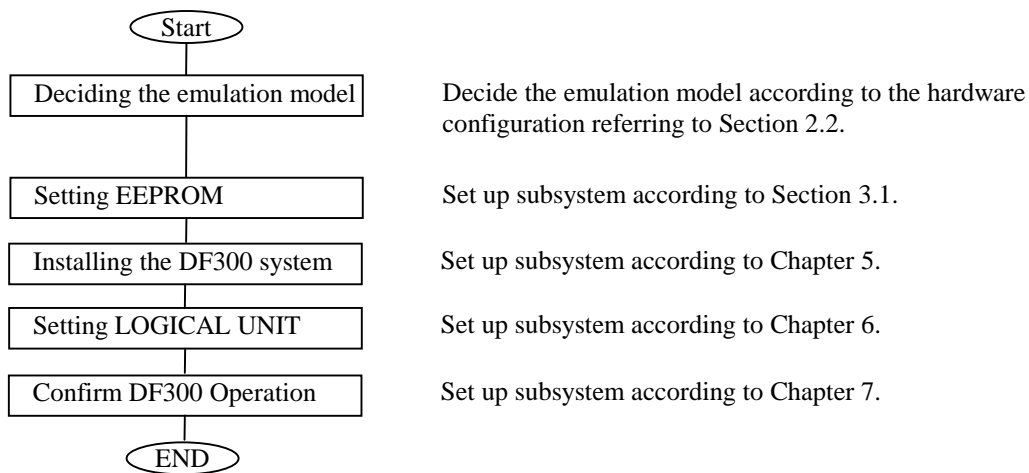 Start
Deciding the emulation model
Decide the emulation model according to the hardware
configuration referring to Section 2.2.
Setting EEPROM
Set up subsystem according to Section 3.1.
Installing the DF300 system
Set up subsystem according to Chapter 5.
Setting LOGICAL UNIT
Set up subsystem according to Chapter 6.
Confirm DF300 Operation
Set up subsystem according to Chapter 7.
END